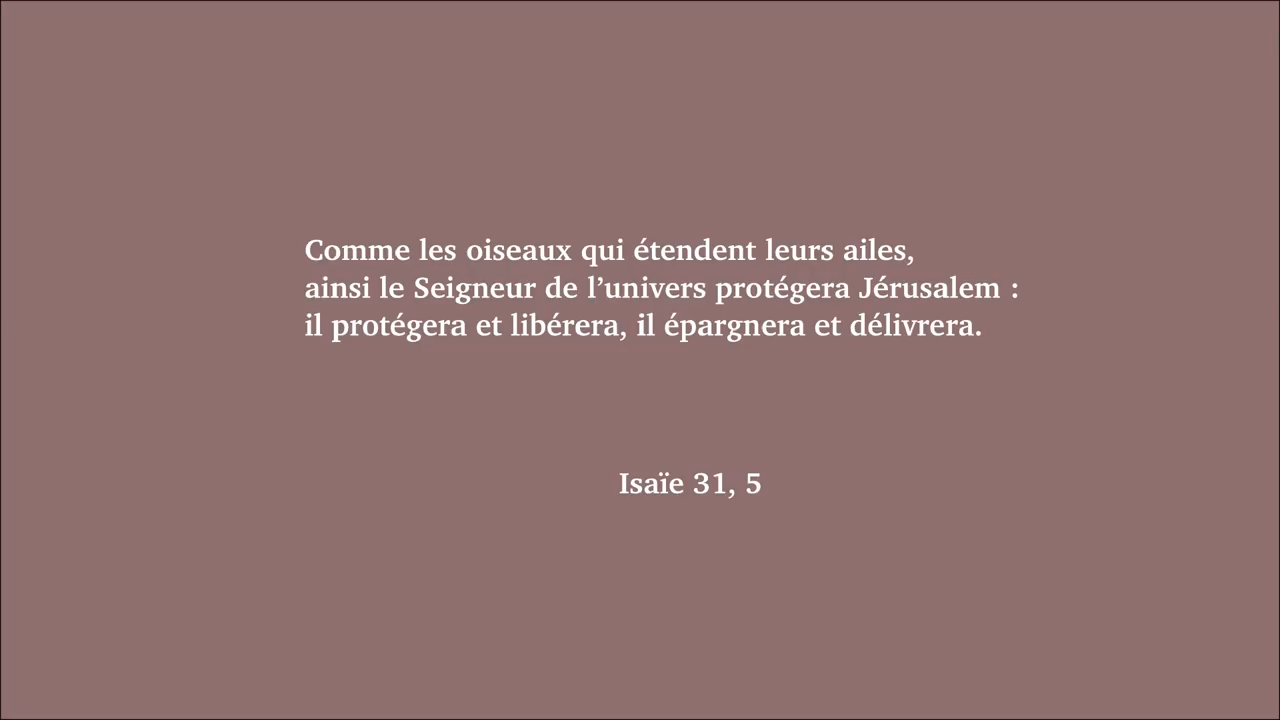 Comme les oiseaux qui étendent leurs ailes,
ainsi le Seigneur de l’univers protégera Jérusalem :
il protégera et libérera, il épargnera et délivrera.
Isaïe 31, 5